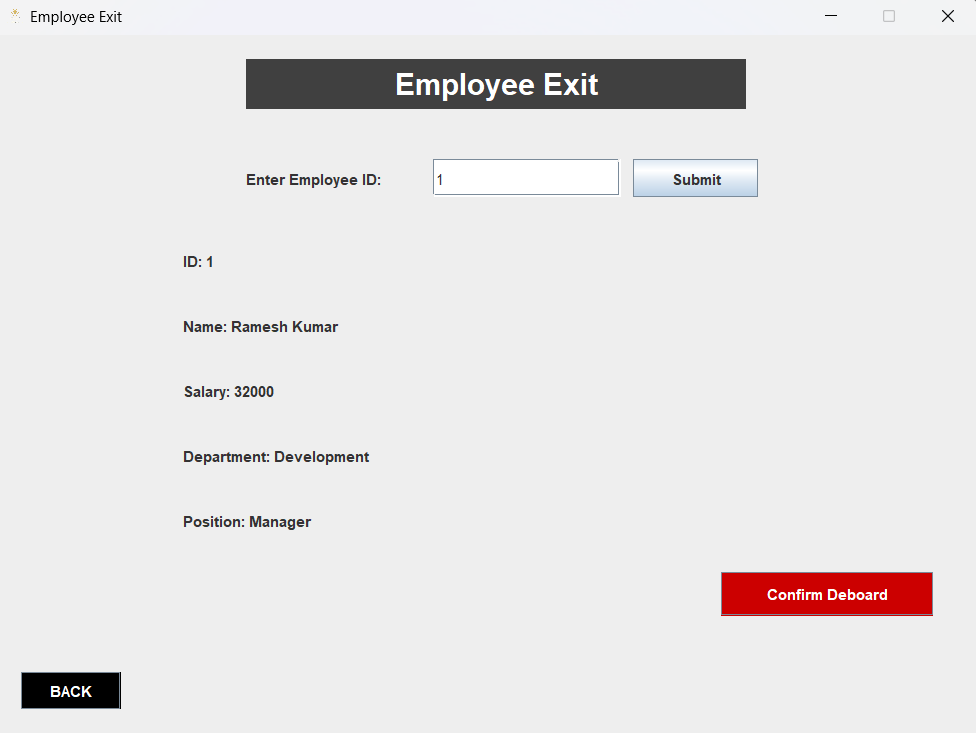 Employee Exit
Employee Exit
Enter Employee ID: 1 Submit
ID: 1
Name: Ramesh Kumar
Salary: 32000
Department: Development
Position: Manager
Confirm Deboard
BACK